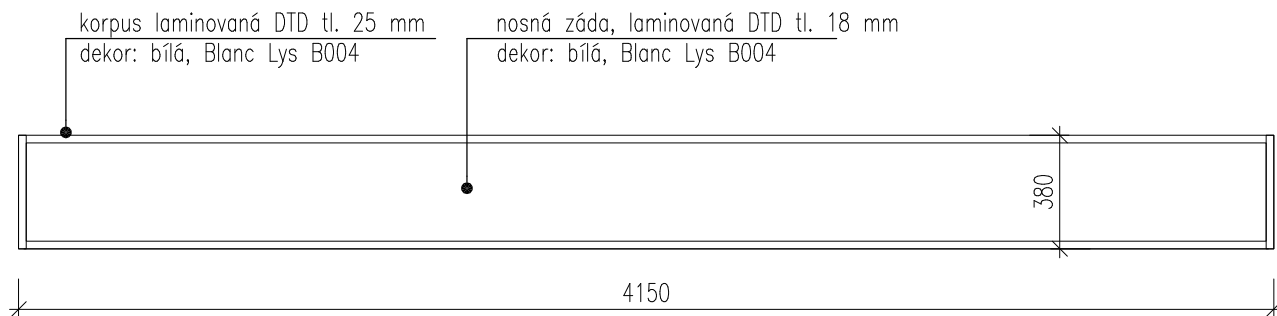 korpus laminovaná DTD tl. 25 mm
dekor: bílá, Blanc Lys B004
nosná záda, laminovaná DTD tl. 18 mm
dekor: bílá, Blanc Lys B004
380
4150